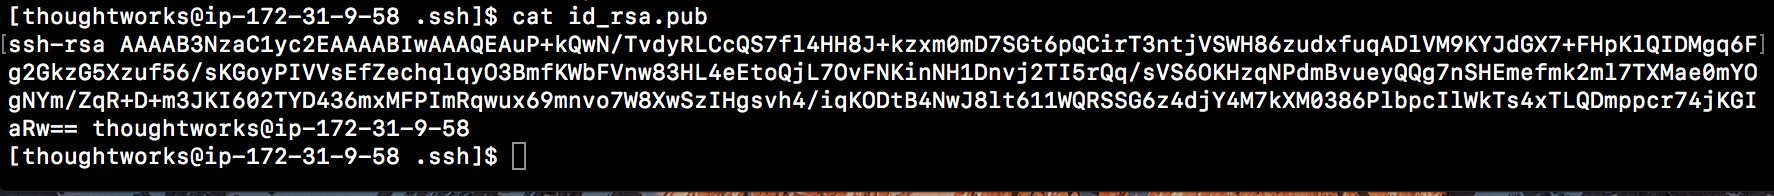 [thoughtworks@ip-172-31-9-58 .ssh]$ cat id_rsa.pub
ssh-rsa AAAAB3NzaC1yc2EAAAABIwAAAQEAuP+kQwN/TvdyRLCcQS7fl4HH8J+kzxm0mD7SGt6pQCirT3ntjVSWH86zudxfuqADlVM9KYJdGX7+FHpKlQIDMgq6F
g2GkzG5Xzuf56/sKGoyPIVVsEfZechqlqyO3BmfKWbFVnw83HL4eEtoQjL7OvFNKinNH1Dnvj2TI5rQq/sVS6OKHzqNPdmBvueyQQg7nSHEmefmk2ml7TXMae0mYO
gNYm/ZqR+D+m3JKI602TYD436mxMFPImRqwux69mnvo7W8XwSzIHgsvh4/iqKODtB4NwJ8lt611WQRSSG6z4djY4M7kXM0386PlbpcIlWkTs4xTLQDmppcr74jKGI
aRw== thoughtworks@ip-172-31-9-58
[thoughtworks@ip-172-31-9-58 .ssh]$